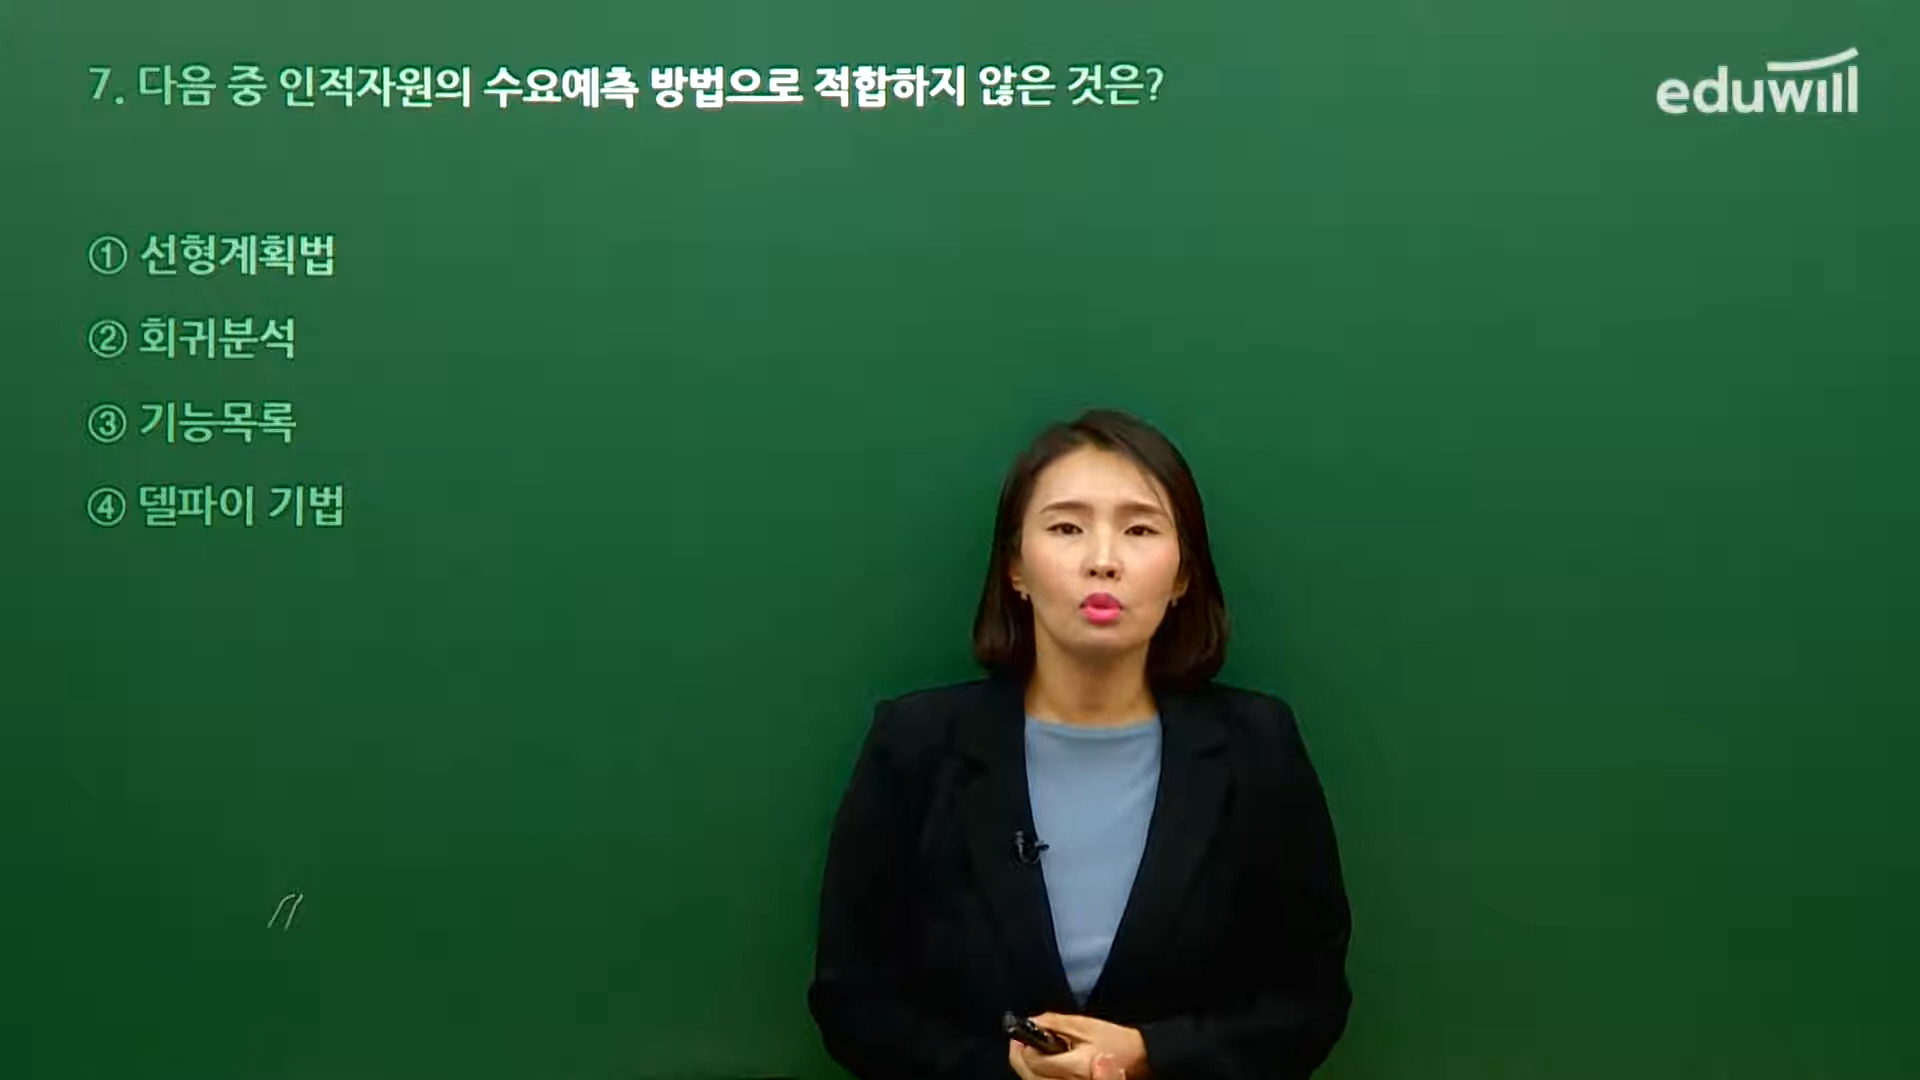 7. 다음 중 인적자원의 수요예측 방법으로 적합하지 않은 것은?
eduwill
① 선형계획법
② 회귀분석
③ 기능목록
④ 델파이 기법